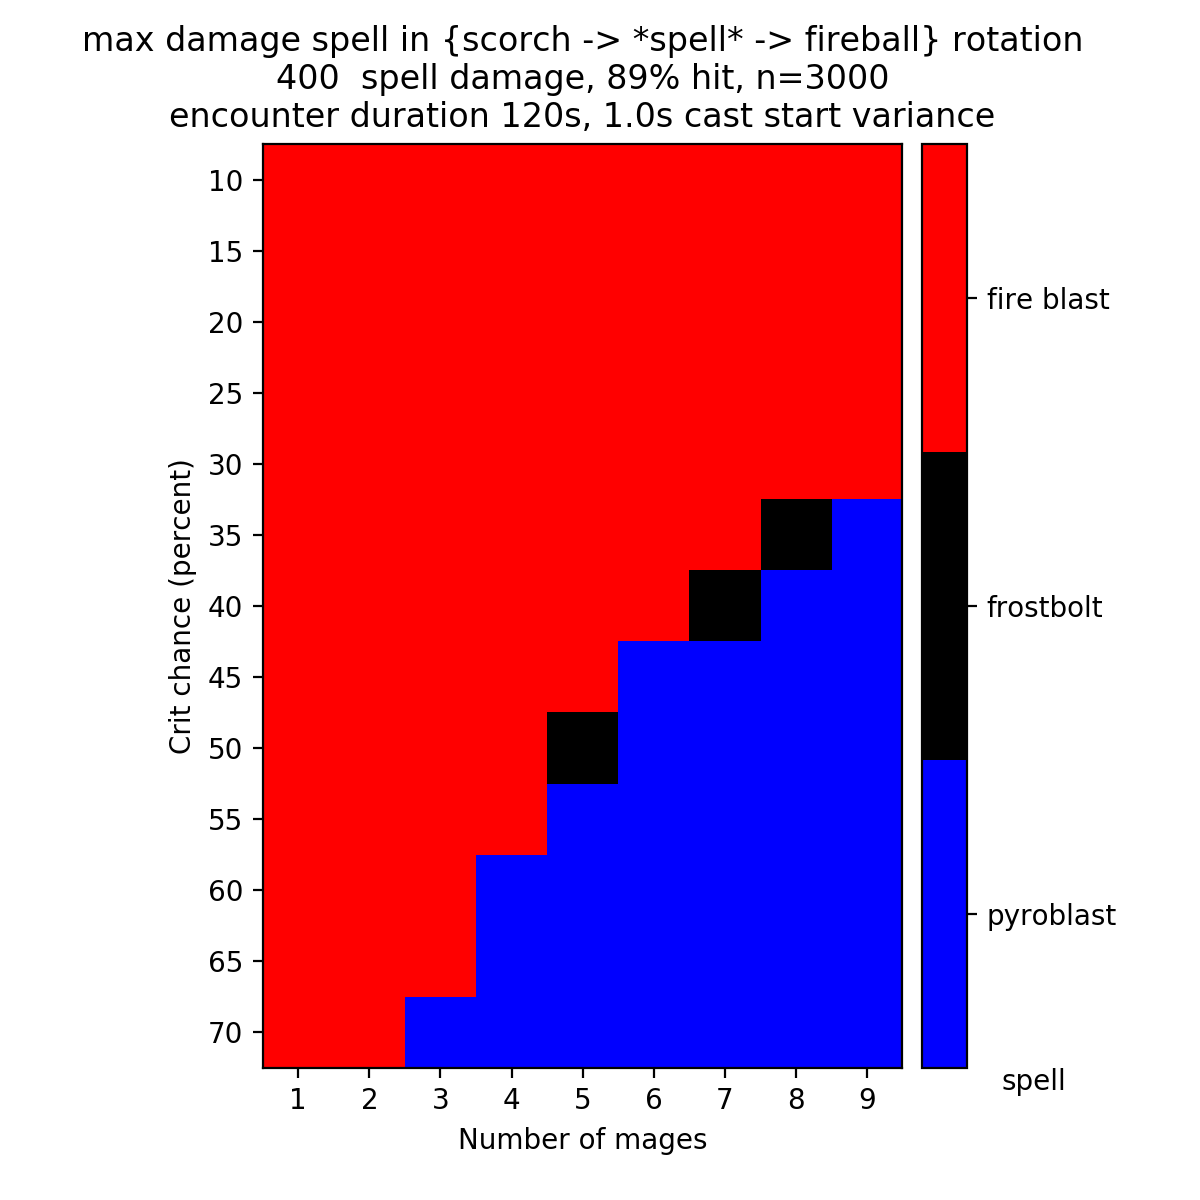 max damage spell in {scorch -> *spell* -> fireball} rotation
400  spell damage, 89% hit, n=3000
encounter duration 120s, 1.0s cast start variance
Crit chance (percent)
10
15
20
25
30
35
40
45
50
55
60
65
70
1 2 3 4 5 6 7 8 9
Number of mages
fire blast
frostbolt
pyroblast
spell